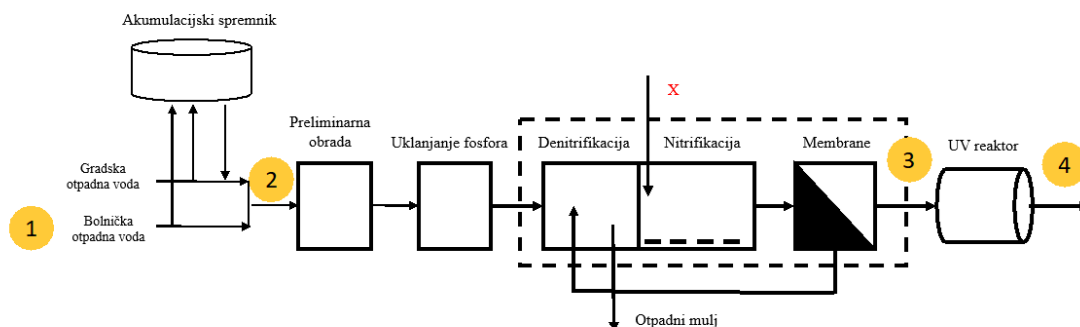 Akumulacijski spremnik
X
Preliminarna
obrada
Uklanjanje fosfora
Denitrifikacija
Nitrifikacija
Membrane
3
UV reaktor
4
Gradska
otpadna voda
2
1
Bolnička
otpadna voda
Otpadni mulj